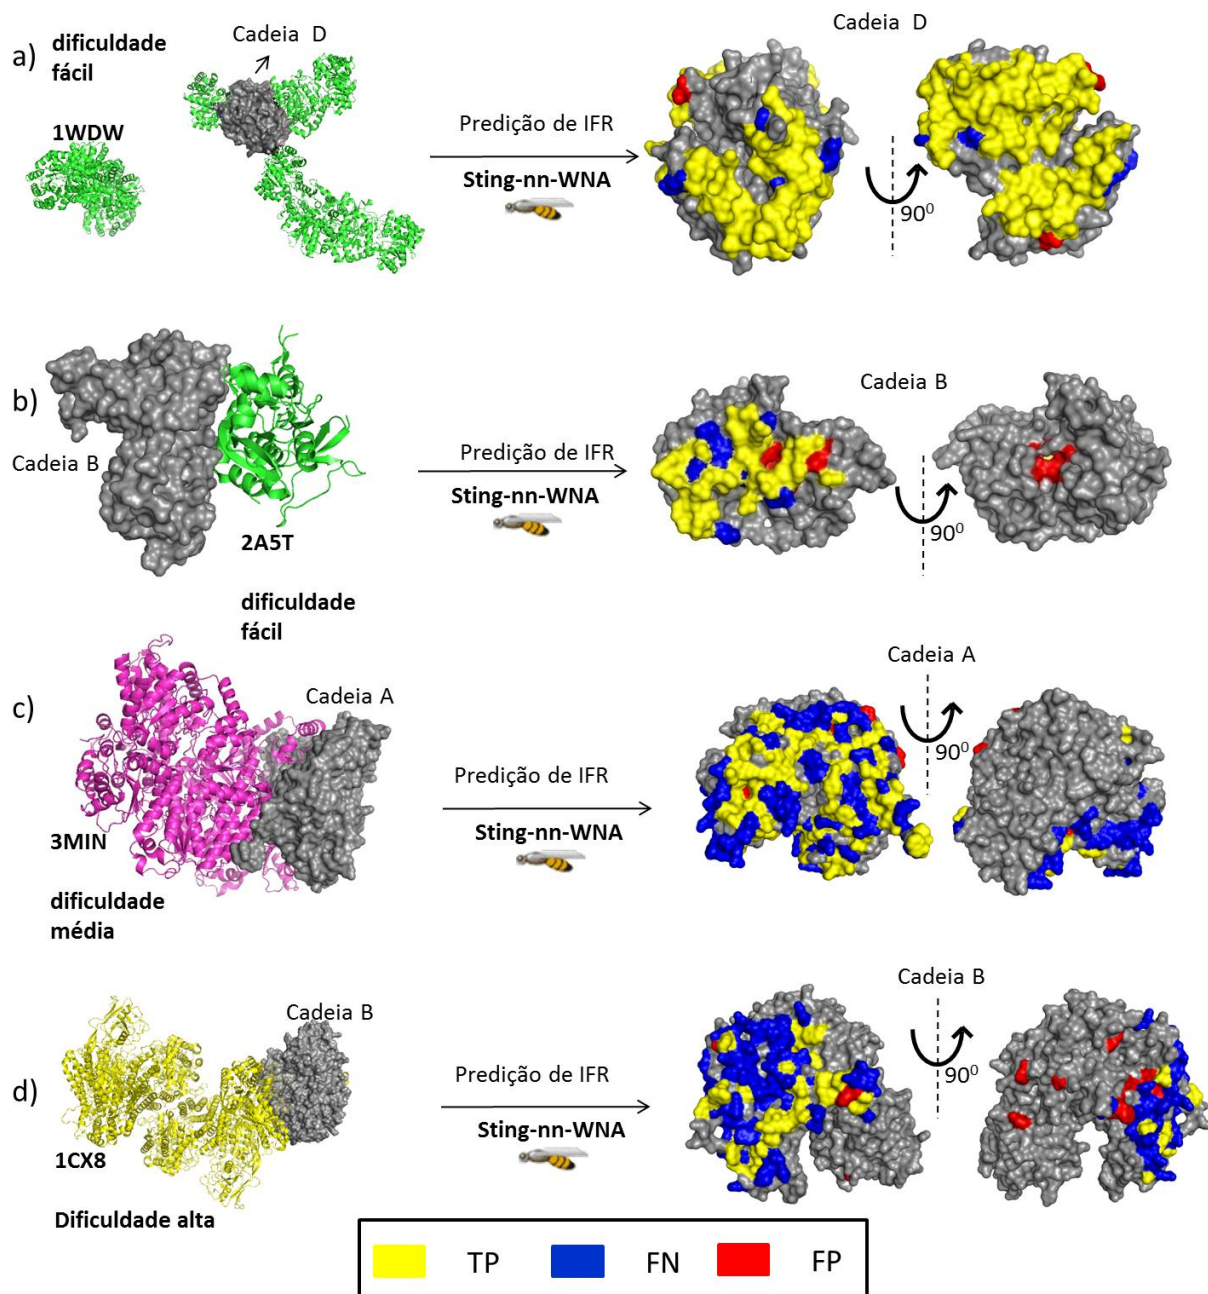 a)
dificuldade
fácil
Cadeia D
1WDW
Predição de IFR
Sting-nn-WNA
Cadeia D
90⁰
b)
Cadeia B
2A5T
dificuldade
fácil
Predição de IFR
Sting-nn-WNA
Cadeia B
90⁰
c)
Cadeia A
3MIN
dificuldade
média
Predição de IFR
Sting-nn-WNA
Cadeia A
90⁰
d)
Cadeia B
1CX8
Dificuldade alta
Predição de IFR
Sting-nn-WNA
Cadeia B
90⁰
TP FN FP